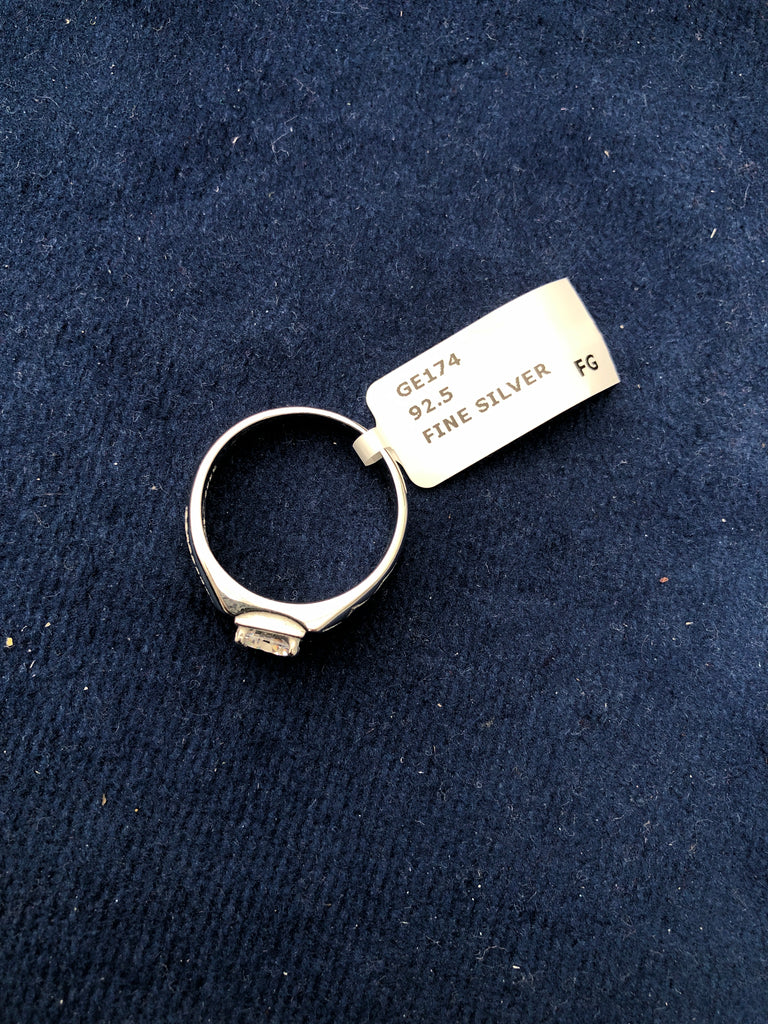 GE174
92.5
FINE SILVER
FG